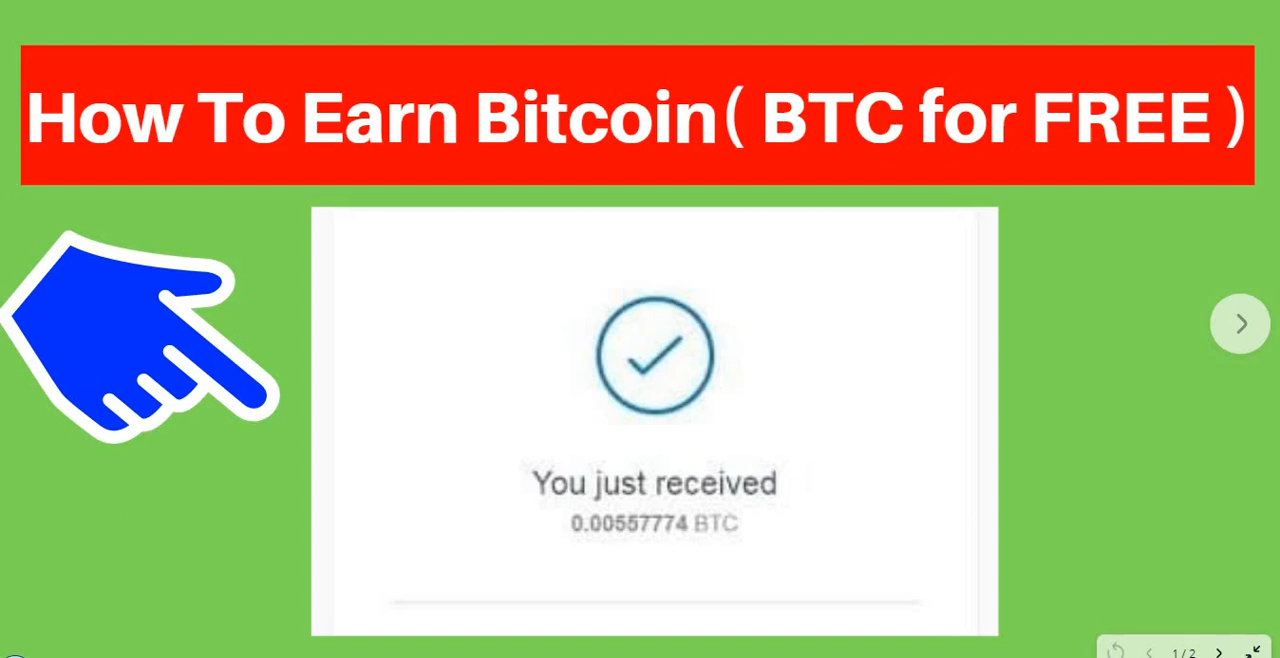 How To Earn Bitcoin( BTC for FREE )
You just received
0.00557774 BTC
1 / 2